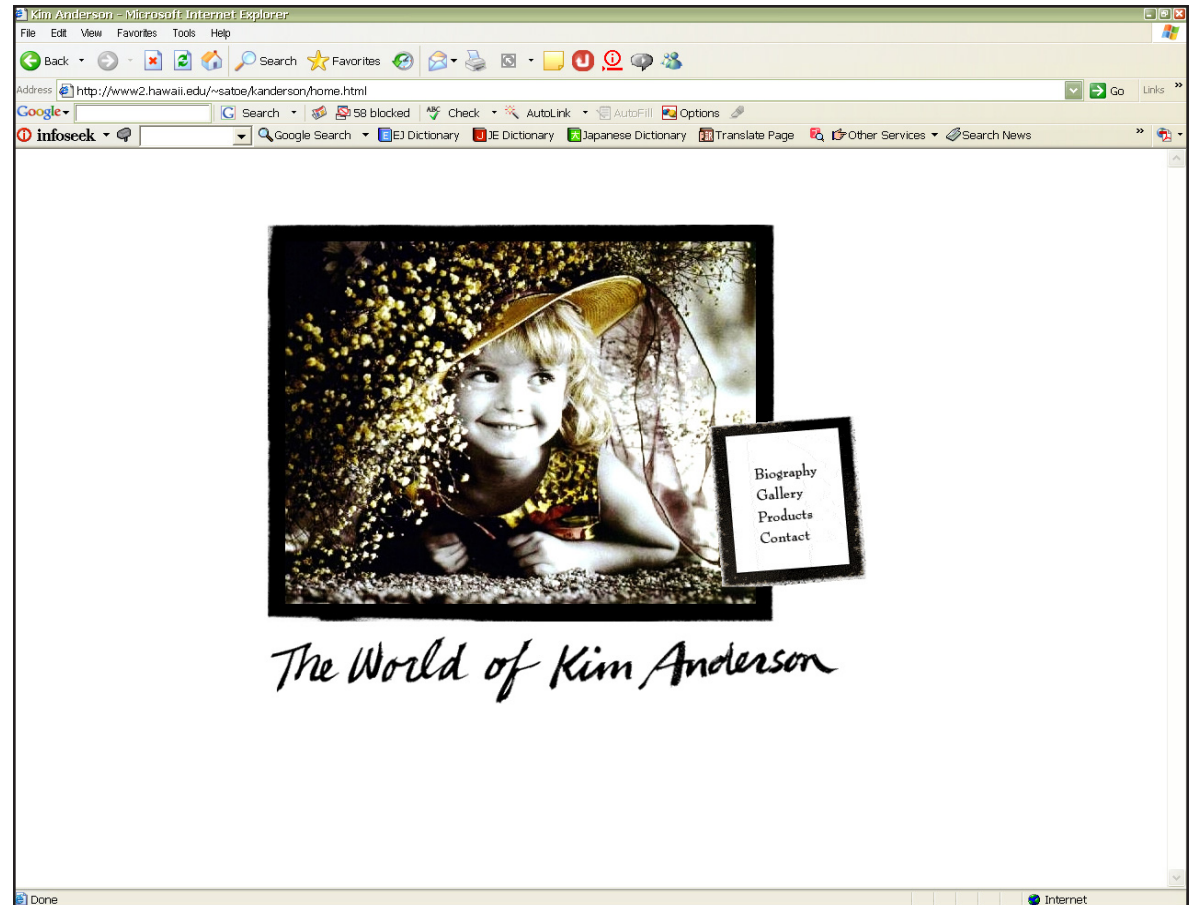 Kim Anderson - Microsoft Internet Explorer
File Edit View Favorites Tools Help
Back Search Favorites
Address http://www2.hawaii.edu/~satoe/kanderson/home.html Go Links »
Google Search 58 blocked ABC Check AutoLink AutoFill Options
infoseek Google Search E EJ Dictionary J JE Dictionary Japanese Dictionary Translate Page Other Services Search News »
Biography
Gallery
Products
Contact
The World of Kim Anderson
Done Internet